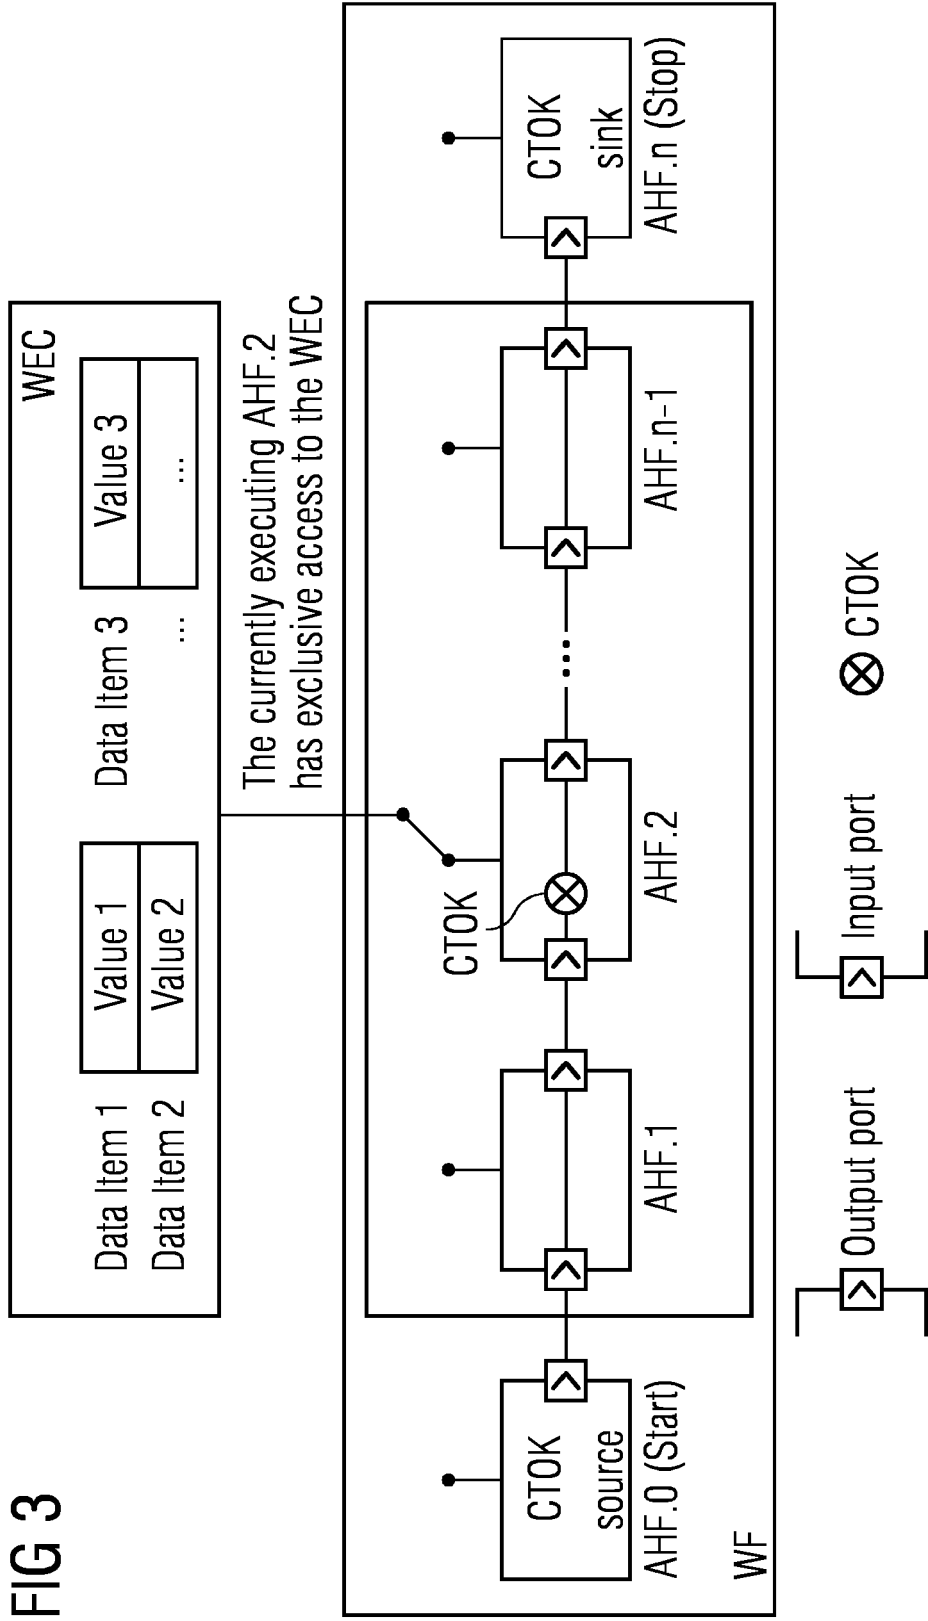 FIG 3
WEC
Data Item 1
Value 1
Data Item 3
Value 3
Data Item 2
Value 2
...
...
The currently executing AHF.2
has exclusive access to the WEC
CTOK
CTOK
source
CTOK
sink
AHF.0 (Start)
AHF.1
AHF.2
AHF.n-1
AHF.n (Stop)
WF
Output port
Input port
CTOK